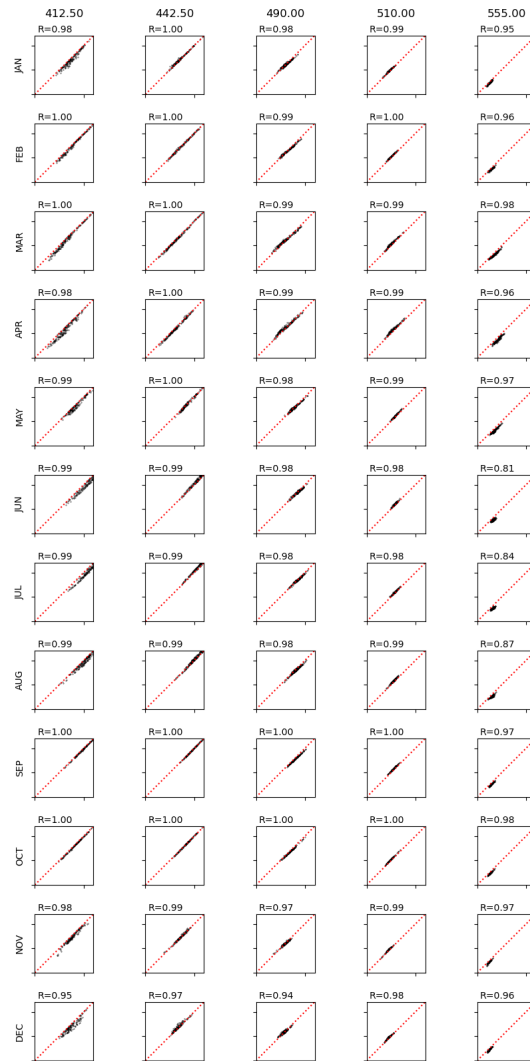 412.50 442.50 490.00 510.00 555.00
R=0.98 R=1.00 R=0.98 R=0.99 R=0.95
JAN
R=1.00 R=1.00 R=0.99 R=1.00 R=0.96
FEB
R=1.00 R=1.00 R=0.99 R=0.99 R=0.98
MAR
R=0.98 R=1.00 R=0.99 R=0.99 R=0.96
APR
R=0.99 R=1.00 R=0.98 R=0.99 R=0.97
MAY
R=0.99 R=0.99 R=0.98 R=0.98 R=0.81
JUN
R=0.99 R=0.99 R=0.98 R=0.98 R=0.84
JUL
R=0.99 R=0.99 R=0.98 R=0.99 R=0.87
AUG
R=1.00 R=1.00 R=1.00 R=1.00 R=0.97
SEP
R=1.00 R=1.00 R=1.00 R=1.00 R=0.98
OCT
R=0.98 R=0.99 R=0.97 R=0.99 R=0.97
NOV
R=0.95 R=0.97 R=0.94 R=0.98 R=0.96
DEC